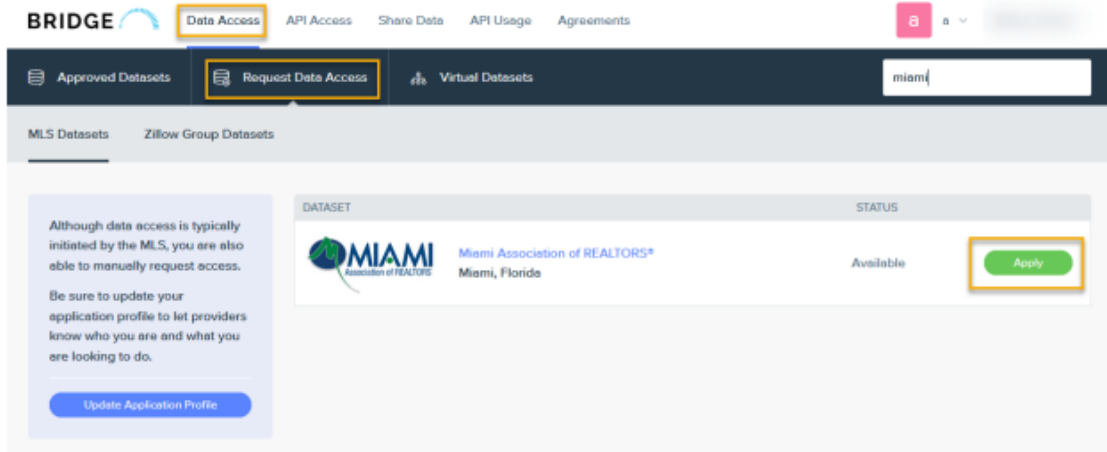 BRIDGE Data Access API Access Share Data API Usage Agreements a a
Approved Datasets Request Data Access Virtual Datasets miami
MLS Datasets Zillow Group Datasets
Although data access is typically
initiated by the MLS, you are also
able to manually request access.
Be sure to update your
application profile to let providers
know who you are and what you
are looking to do.
Update Application Profile
DATASET STATUS
MIAMI
Association of REALTORS
Miami Association of REALTORS®
Miami, Florida
Available
Apply